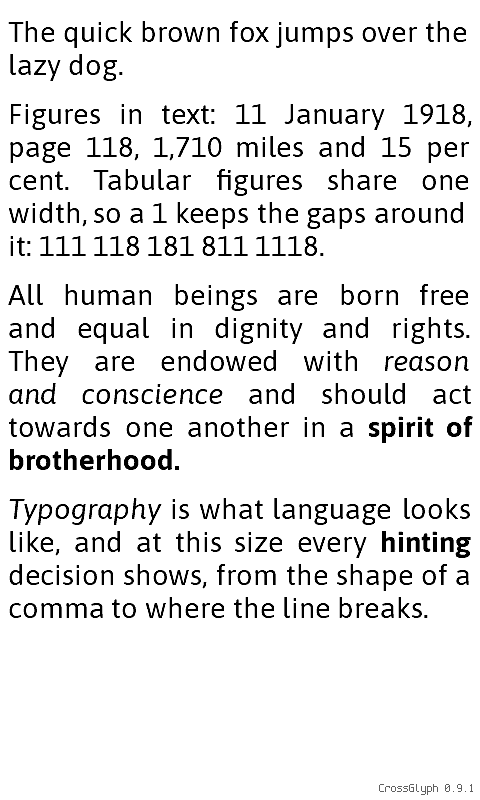 The quick brown fox jumps over the
lazy dog.
Figures in text: 11 January 1918,
page 118, 1,710 miles and 15 per
cent. Tabular figures share one
width, so a 1 keeps the gaps around
it: 111 118 181 811 1118.
All human beings are born free
and equal in dignity and rights.
They are endowed with reason
and conscience and should act
towards one another in a spirit of
brotherhood.
Typography is what language looks
like, and at this size every hinting
decision shows, from the shape of a
comma to where the line breaks.
CrossGlyph 0.9.1